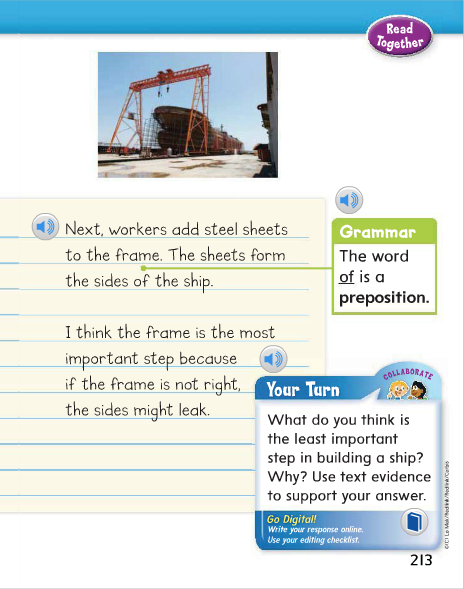 Read
Together
Next, workers add steel sheets
to the frame. The sheets form
the sides of the ship.
Grammar
The word
of is a
preposition.
I think the frame is the most
important step because
if the frame is not right,
the sides might leak.
COLLABORATE
Your Turn
What do you think is
the least important
step in building a ship?
Why? Use text evidence
to support your answer.
Go Digital!
Write your response online.
Use your editing checklist.
213